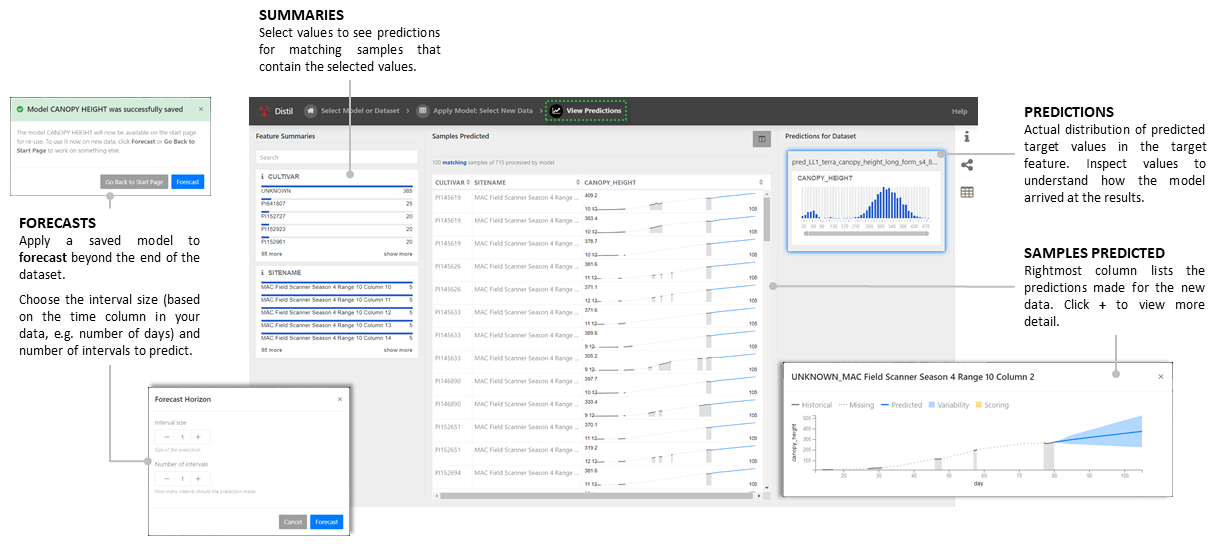 SUMMARIES
Select values to see predictions
for matching samples that
contain the selected values.
Model CANOPY HEIGHT was successfully saved ×
The model CANOPY HEIGHT will now be available on the start page
for re-use. To use it now on new data, click Forecast or Go Back to
Start Page to work on something else.
Go Back to Start Page Forecast
FORECASTS
Apply a saved model to
forecast beyond the end of the
dataset.
Choose the interval size (based
on the time column in your
data, e.g. number of days) and
number of intervals to predict.
Forecast Horizon ×
Interval size
− 1 +
Size of the prediction
Number of intervals
− 1 +
How many interval should the prediction made
Cancel Forecast
Distil Select Model or Dataset > Apply Model: Select New Data > View Predictions Help
Feature Summaries
Search
CULTIVAR
UNKNOWN 385
PI641807 25
PI152727 20
PI152923 20
PI152961 20
95 more show more
SITENAME
MAC Field Scanner Season 4 Range 10 Column 10 5
MAC Field Scanner Season 4 Range 10 Column 11 5
MAC Field Scanner Season 4 Range 10 Column 12 5
MAC Field Scanner Season 4 Range 10 Column 13 5
MAC Field Scanner Season 4 Range 10 Column 14 5
95 more show more
Samples Predicted
100 matching samples of 715 processed by model
CULTIVAR SITENAME CANOPY_HEIGHT
PI145619 MAC Field Scanner Season 4 Range ... 409.2 10 12 105
PI145619 MAC Field Scanner Season 4 Range ... 363.4 10 12 105
PI145619 MAC Field Scanner Season 4 Range ... 378.7 10 12 105
PI145626 MAC Field Scanner Season 4 Range ... 381.6 11 12 105
PI145626 MAC Field Scanner Season 4 Range ... 371.1 12 12 105
PI145633 MAC Field Scanner Season 4 Range ... 371.6 11 12 105
PI145633 MAC Field Scanner Season 4 Range ... 389.6 9 12 105
PI145633 MAC Field Scanner Season 4 Range ... 305.2 9 12 105
PI146890 MAC Field Scanner Season 4 Range ... 397.7 10 12 105
PI146890 MAC Field Scanner Season 4 Range ... 333.4 9 12 105
PI152651 MAC Field Scanner Season 4 Range ... 370.1 11 12 105
PI152651 MAC Field Scanner Season 4 Range ... 319.2 12 12 105
PI152694 MAC Field Scanner Season 4 Range ... 381.6 11 12 105
Predictions for Dataset
pred_LL1_terra_canopy_height_long_form_s4_8...
CANOPY_HEIGHT
PREDICTIONS
Actual distribution of predicted
target values in the target
feature. Inspect values to
understand how the model
arrived at the results.
SAMPLES PREDICTED
Rightmost column lists the
predictions made for the new
data. Click + to view more
detail.
UNKNOWN_MAC Field Scanner Season 4 Range 10 Column 2 ×
Historical Missing Predicted Variability Scoring
canopy_height
600
500
400
300
200
100
20 30 40 50 60 70 80 90 100
day